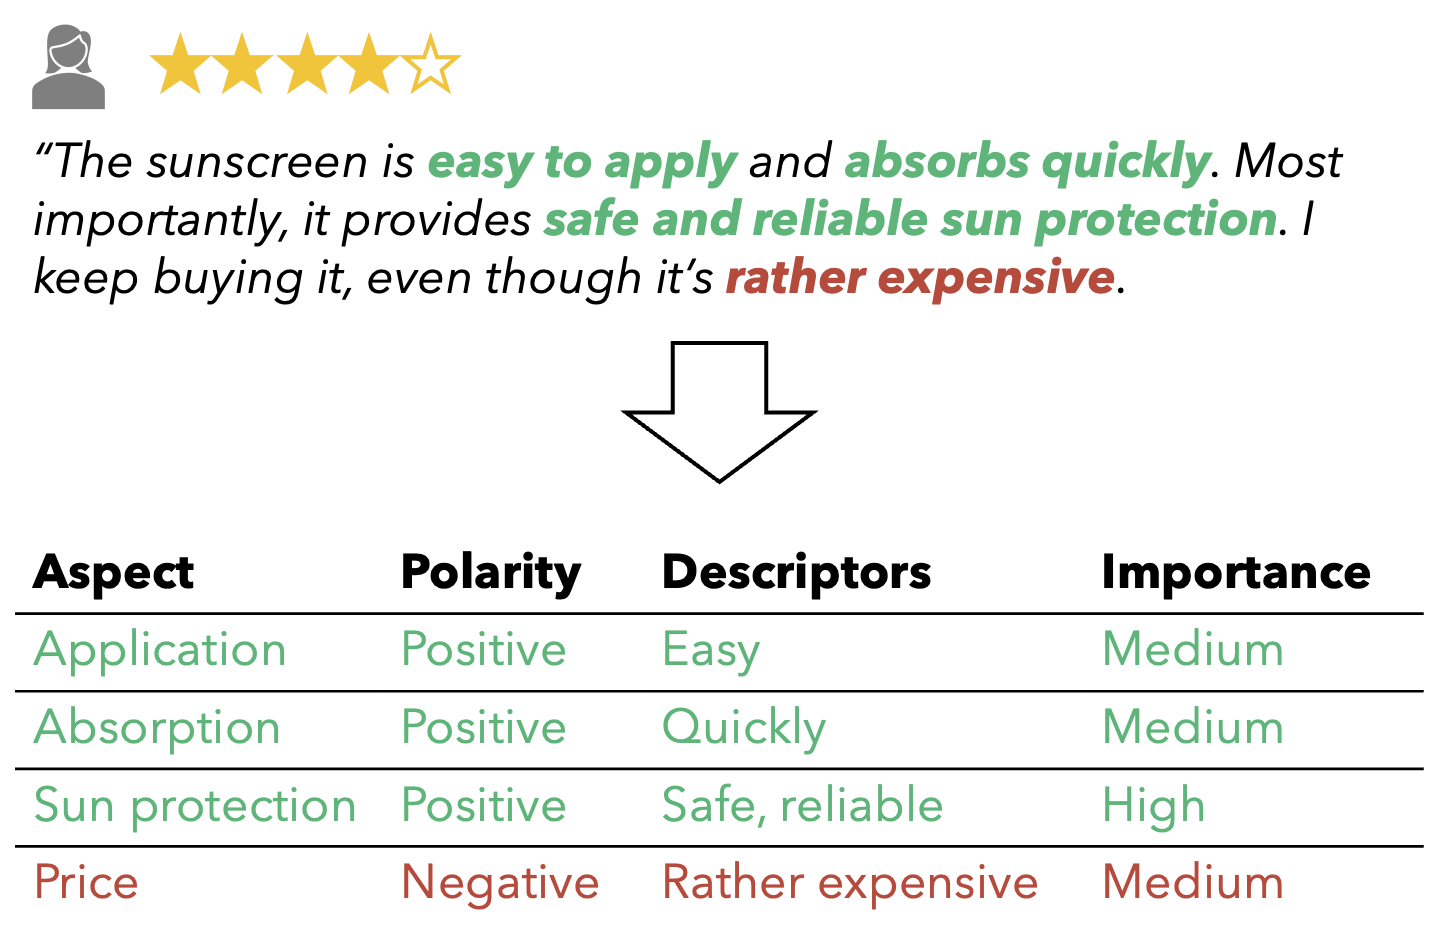 “The sunscreen is easy to apply and absorbs quickly. Most
importantly, it provides safe and reliable sun protection. I
keep buying it, even though it’s rather expensive.
Aspect Polarity Descriptors Importance
Application Positive Easy Medium
Absorption Positive Quickly Medium
Sun protection Positive Safe, reliable High
Price Negative Rather expensive Medium